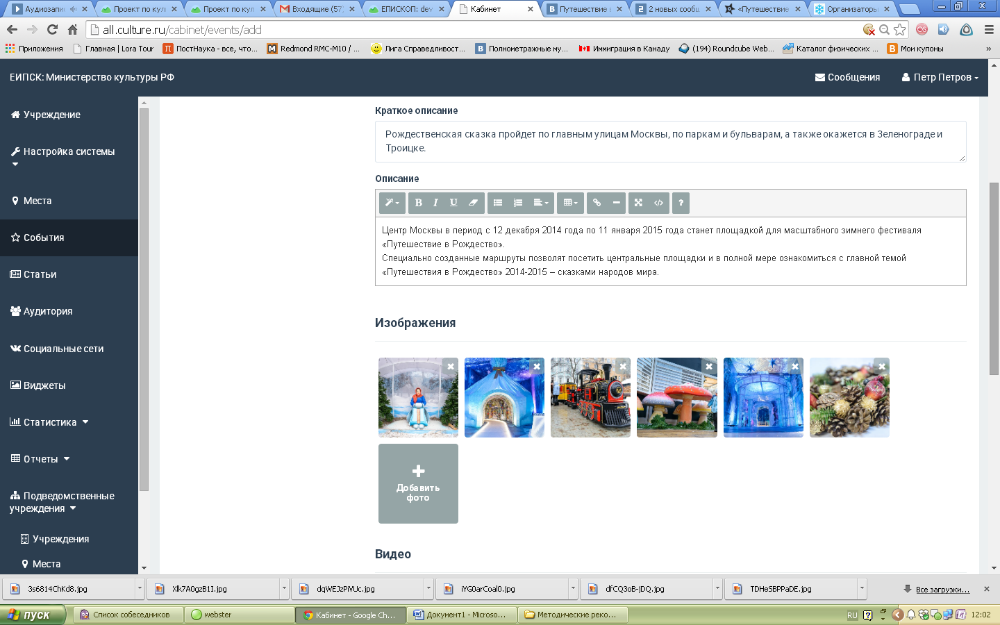 Аудиозапис
Проект по кул
Проект по кул
Входящие (57
ЕПИСКОП: dev
Кабинет
Путешествие в
2 новых сообщ
«Путешествие
Организаторы
all.culture.ru/cabinet/events/add
Приложения
Главная | Lora Tour
ПостНаука - все, что...
Redmond RMC-M10 / ...
Лига Справедливост...
Полнометражные му...
Иммиграция в Канаду
(194) Roundcube Web...
Каталог физических ...
Мои купоны
»
ЕИПСК: Министерство культуры РФ
Сообщения
Петр Петров
Учреждение
Настройка системы
Места
События
Статьи
Аудитория
Социальные сети
Виджеты
Статистика
Отчеты
Подведомственные
учреждения
Учреждения
Места
Краткое описание
Рождественская сказка пройдет по главным улицам Москвы, по паркам и бульварам, а также окажется в Зеленограде и
Троицке.
Описание
B I U
?
Центр Москвы в период с 12 декабря 2014 года по 11 января 2015 года станет площадкой для масштабного зимнего фестиваля
«Путешествие в Рождество».
Специально созданные маршруты позволят посетить центральные площадки и в полной мере ознакомиться с главной темой
«Путешествия в Рождество» 2014-2015 – сказками народов мира.
Изображения
Добавить
фото
Видео
3s6814ChKd8.jpg
Xlk7A0gzB1I.jpg
dqWEJzPiVUc.jpg
iYG0arCoal0.jpg
dfCQ3oB-jDQ.jpg
TDHeSBPPaDE.jpg
Все загрузки...
пуск
Список собеседников
webster
Кабинет - Google Ch...
Документ1 - Microso...
Методические реко...
RU
12:02